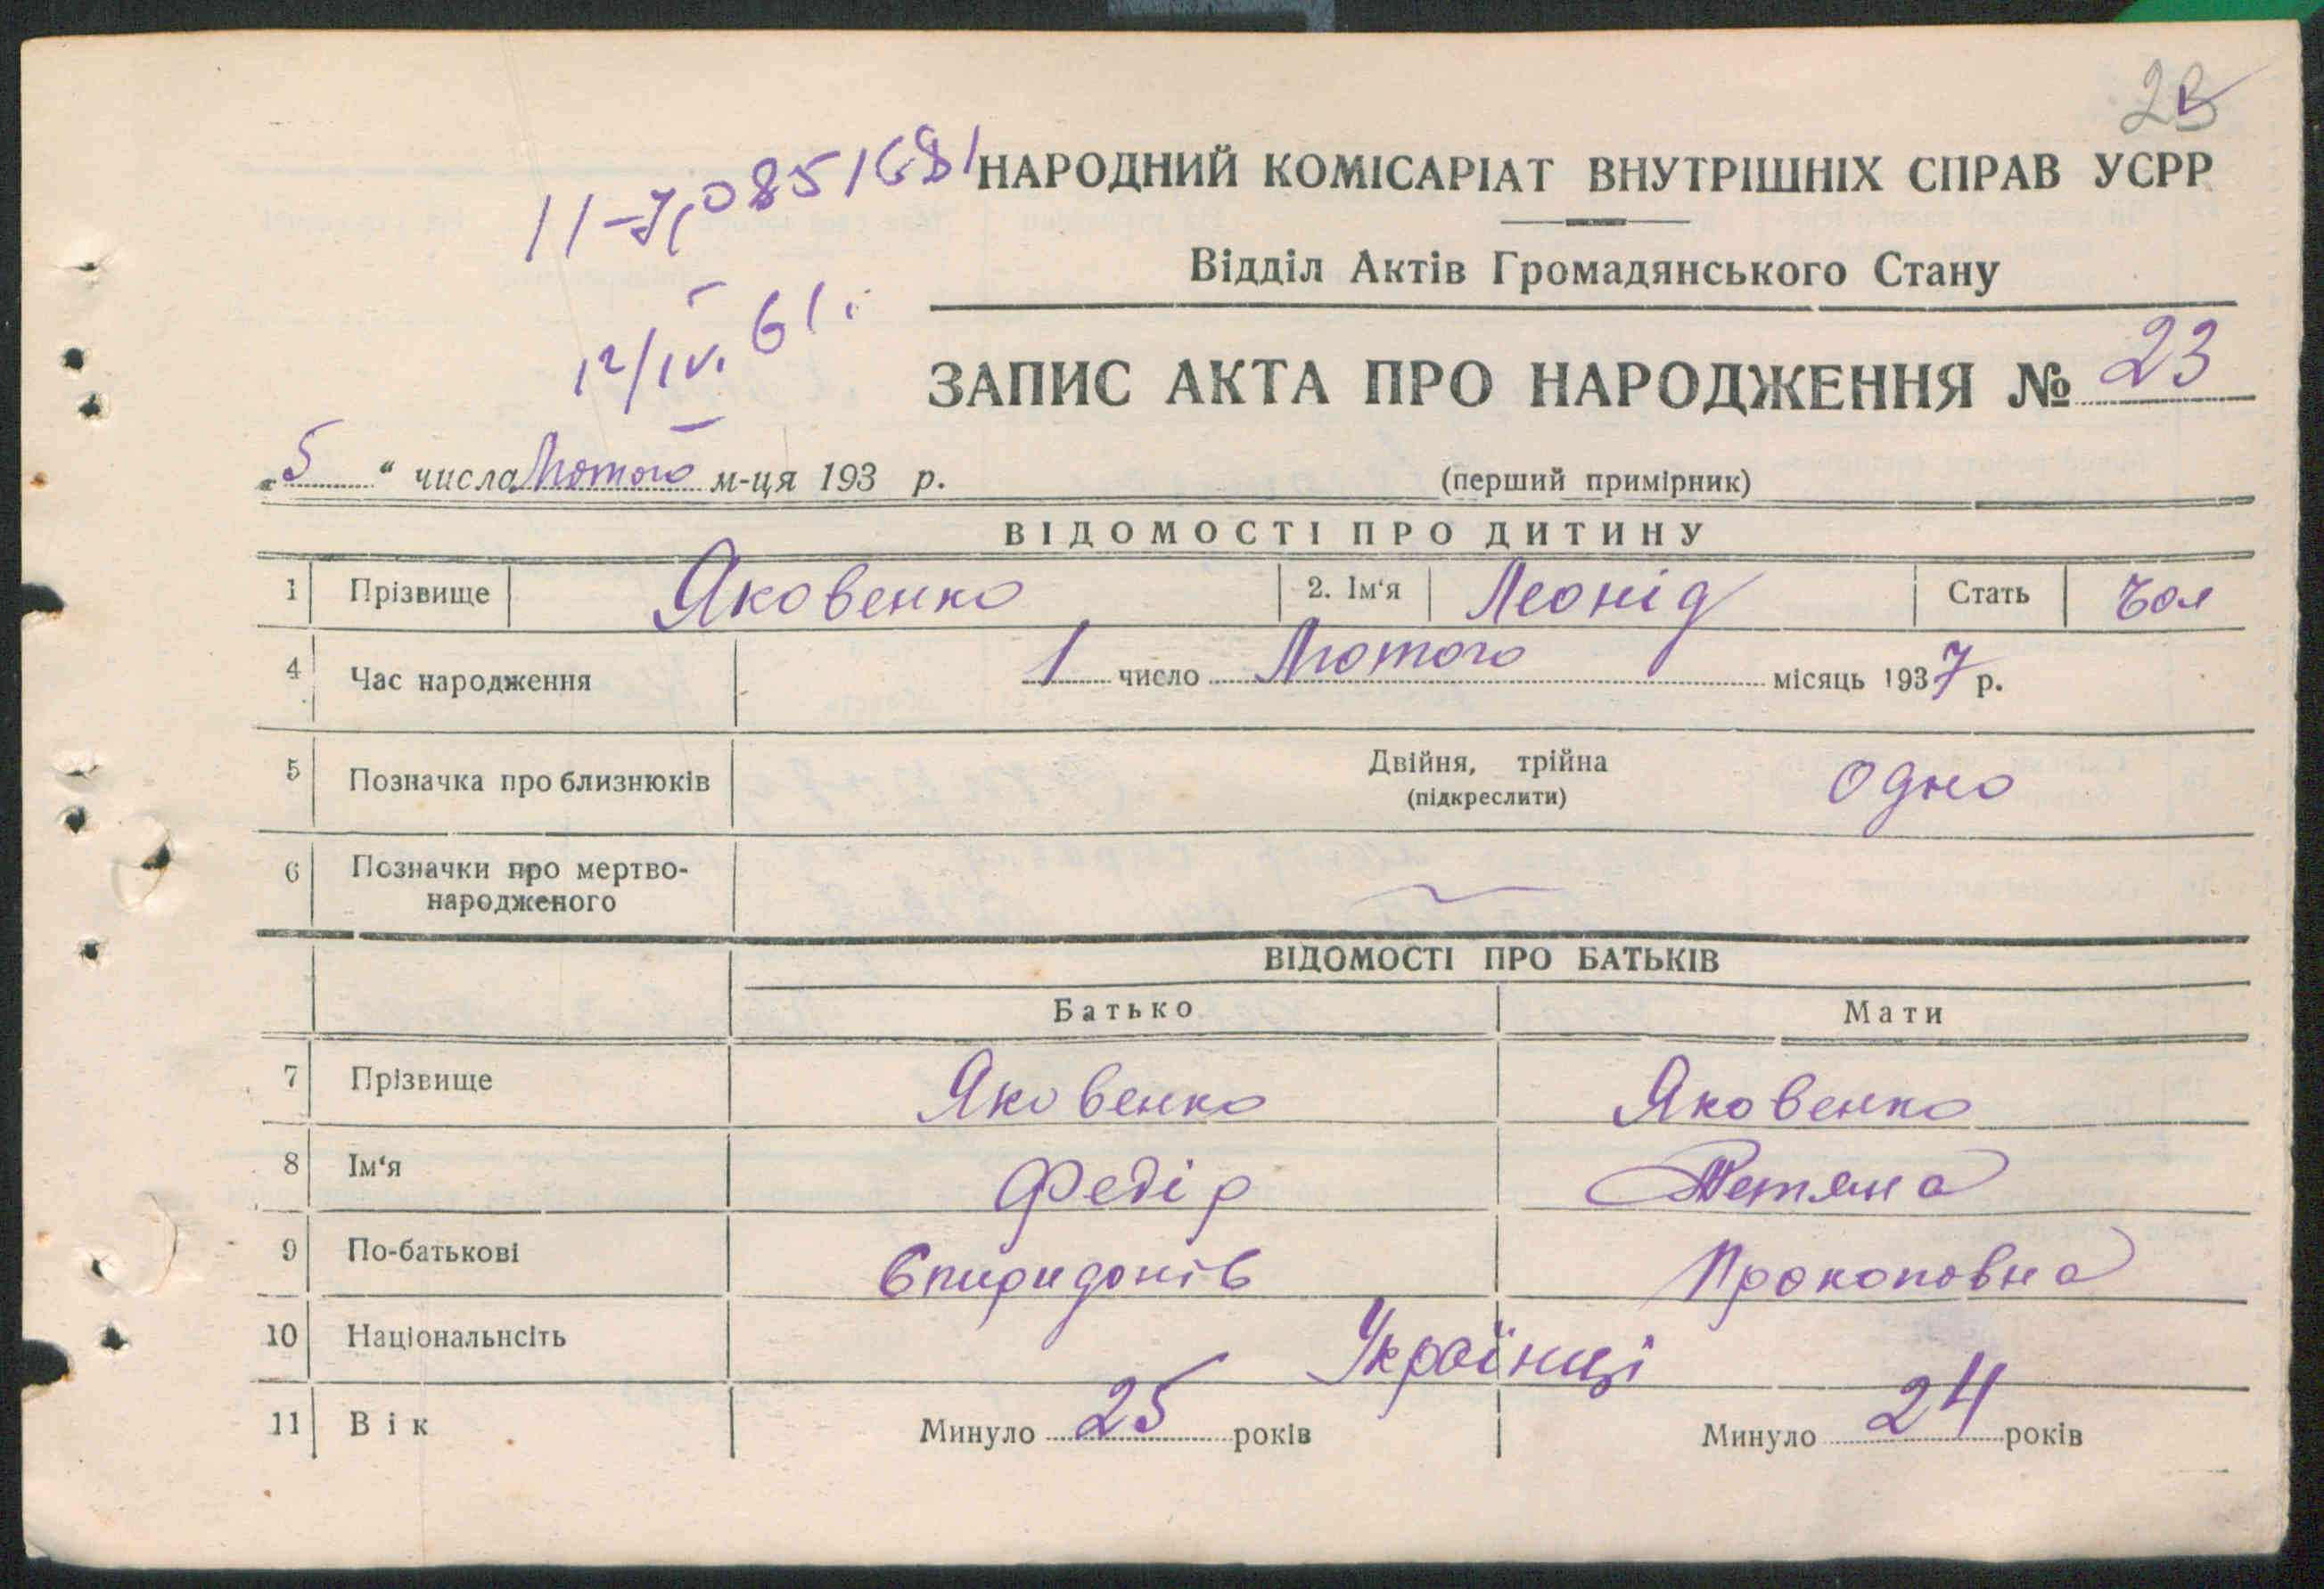 23
11-
0851681
НАРОДНИЙ КОМІСАРІАТ ВНУТРІШНІХ СПРАВ УСРР
Відділ Актів Громадянського Стану
12/IV. 61.
ЗАПИС АКТА ПРО НАРОДЖЕННЯ № 23
„5“ числа Лютого м-ця 193 р. (перший примірник)
ВІДОМОСТІ ПРО ДИТИНУ
1 Прізвище Яковенко 2. Ім‘я Леонід Стать Чол
4 Час народження 1 число Лютого місяць 1937 р.
5 Позначка про близнюків Двійня, трійна Одно
(підкреслити)
6 Позначки про мертво-
народженого
ВІДОМОСТІ ПРО БАТЬКІВ
Батько Мати
7 Прізвище Яковенко Яковенко
8 Ім‘я Федір Тетяна
9 По-батькові Спиридонів Прокоповна
10 Національнсіть Українці
11 Вік Минуло 25 років Минуло 24 років